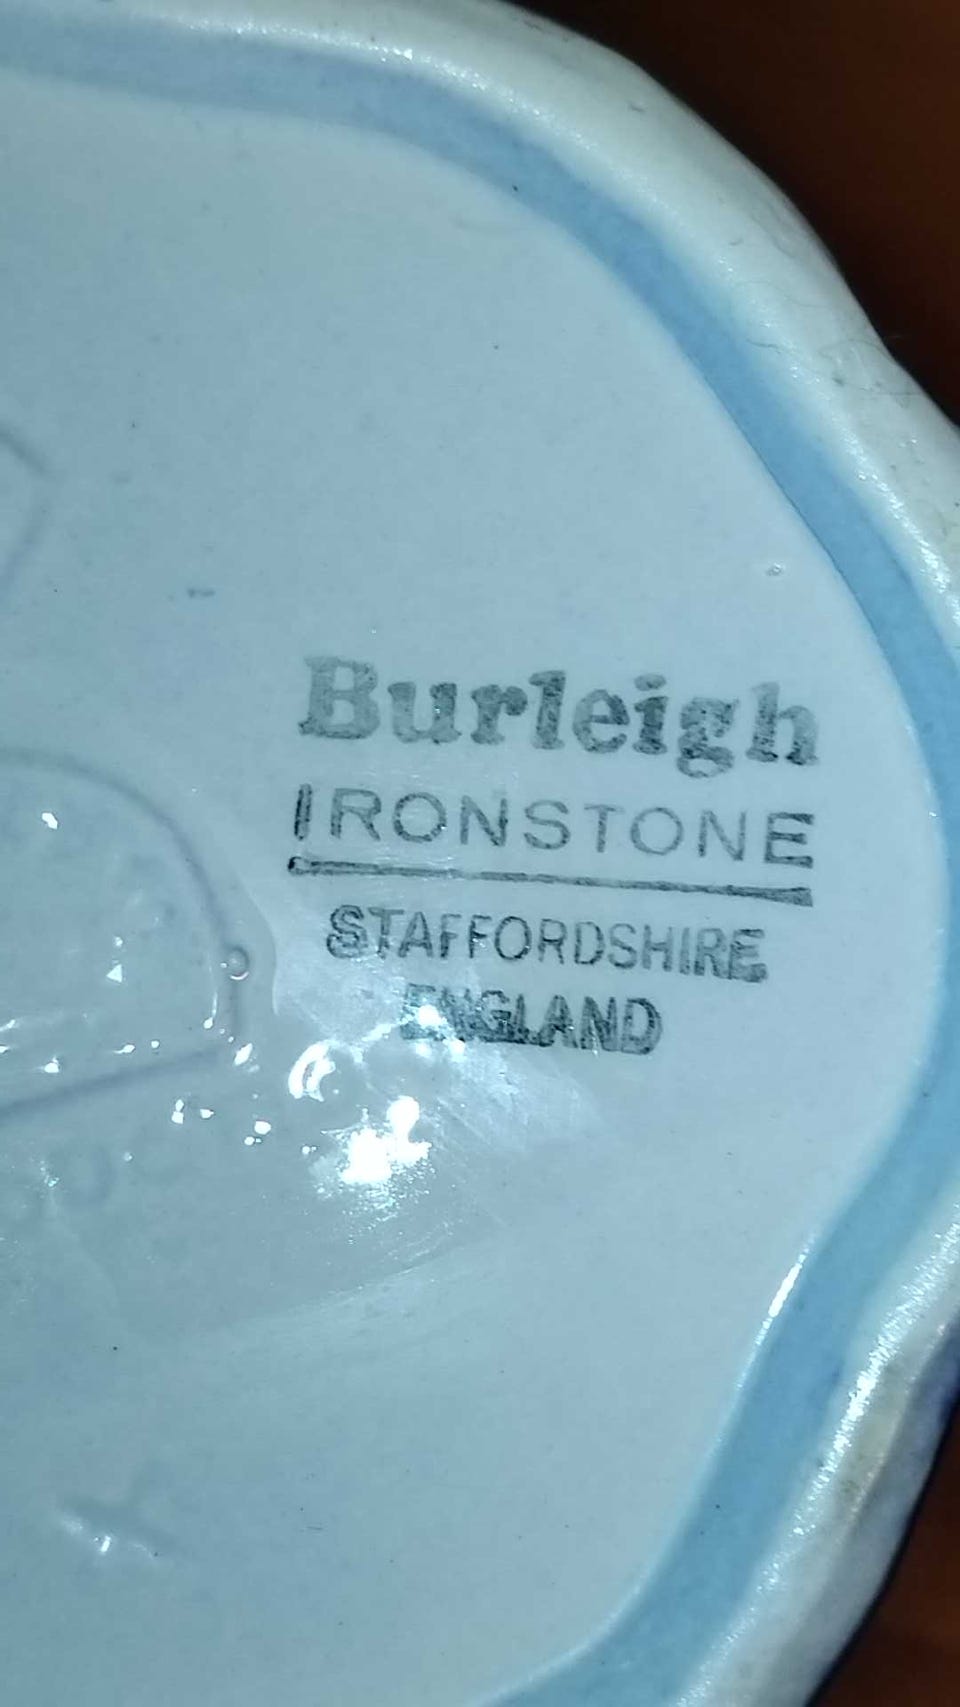 Burleigh
IRONSTONE
STAFFORDSHIRE
ENGLAND